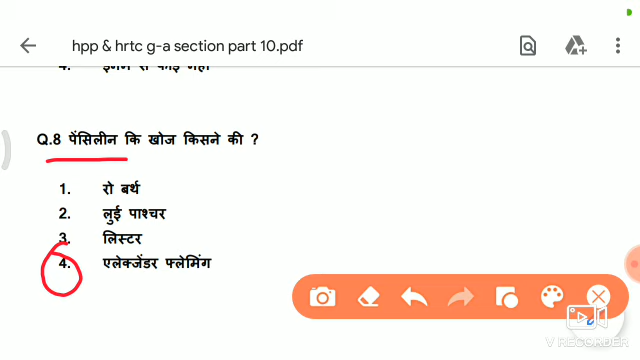 hpp & hrtc g-a section part 10.pdf
Q.8 पेंसिलीन कि खोज किसने की ?
1. रो बर्थ
2. लुई पाश्चर
3. लिस्टर
4. एलेक्जेंडर फ्लेमिंग
V RECORDER